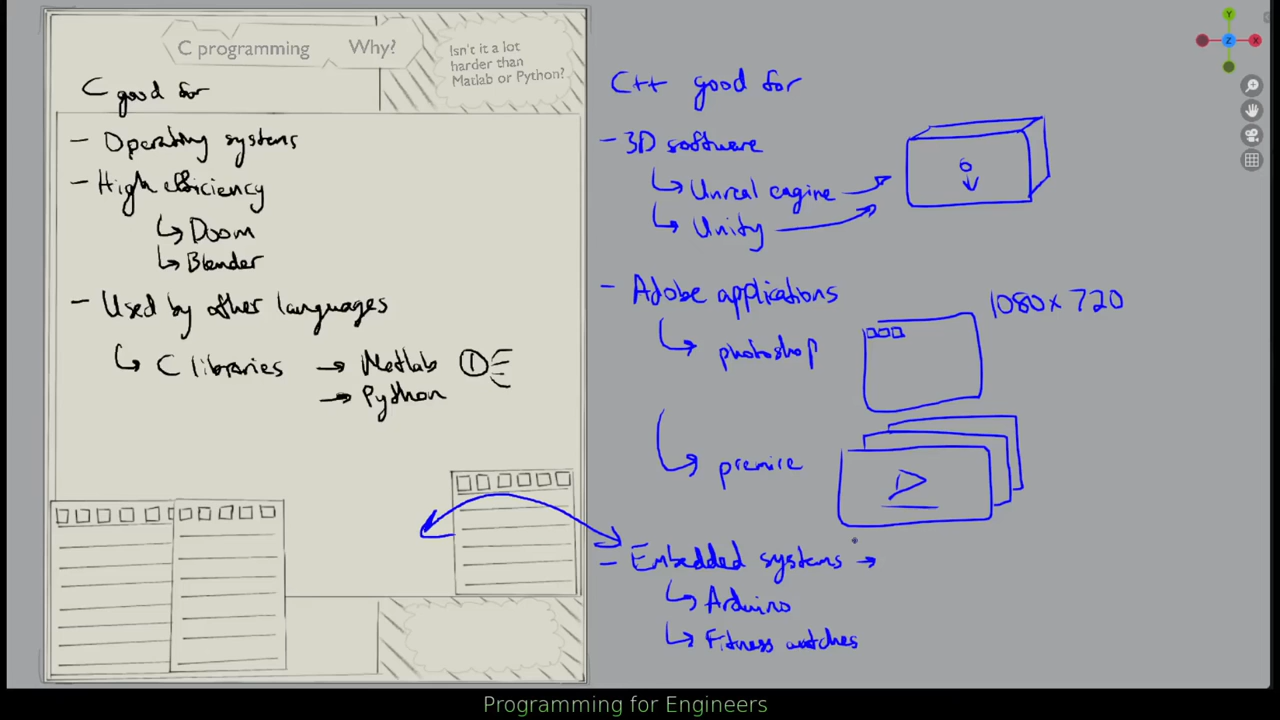 C programming Why?
Isn't it a lot
harder than
Matlab or Python?
C good for
- Operating systems
- High efficiency
↳ Doom
↳ Blender
- Used by other languages
↳ C libraries → Matlab ①
→ Python
C++ good for
- 3D software
↳ Unreal engine
↳ Unity
- Adobe applications
1080 x 720
↳ photoshop
↳ premire
- Embedded systems →
↳ Arduino
↳ Fitness watches
Y
Z X
Programming for Engineers